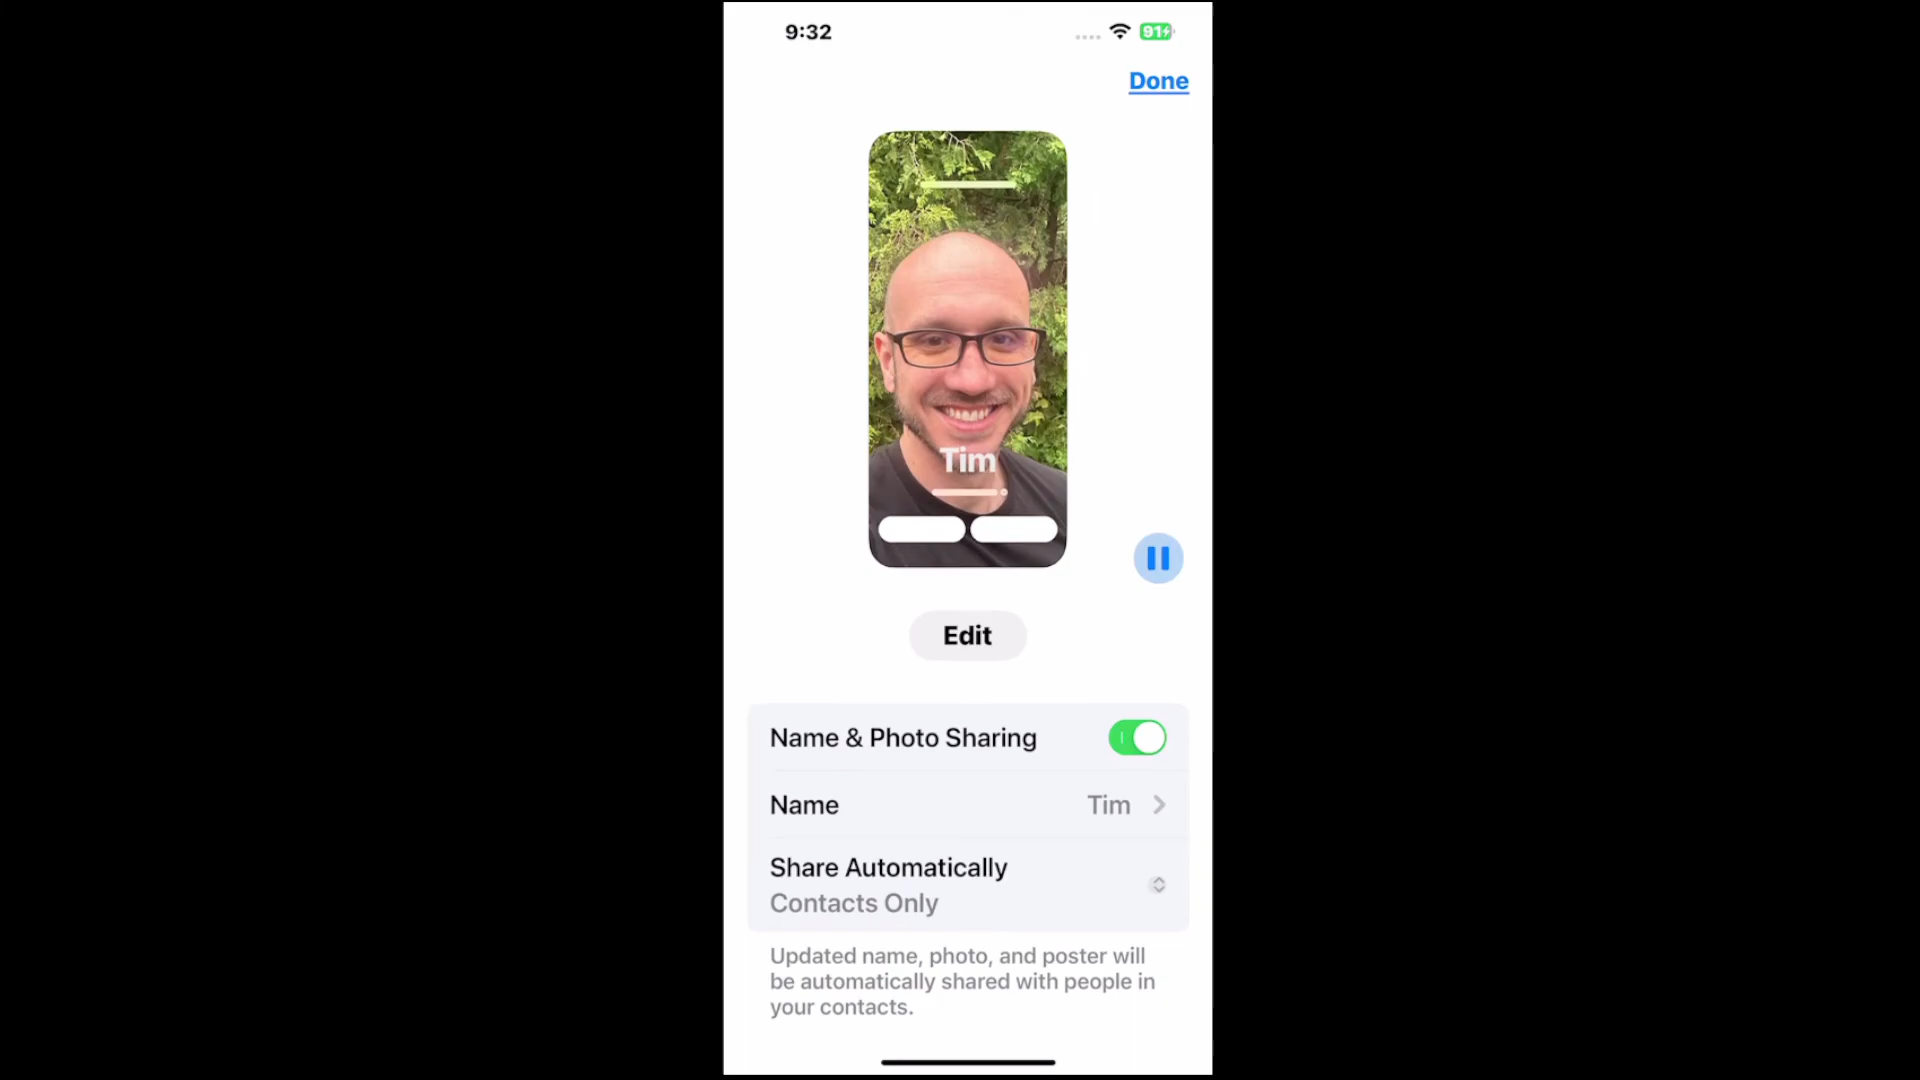 9:32
91
Done
Tim
Edit
Name & Photo Sharing
Name
Tim
Share Automatically
Contacts Only
Updated name, photo, and poster will
be automatically shared with people in
your contacts.